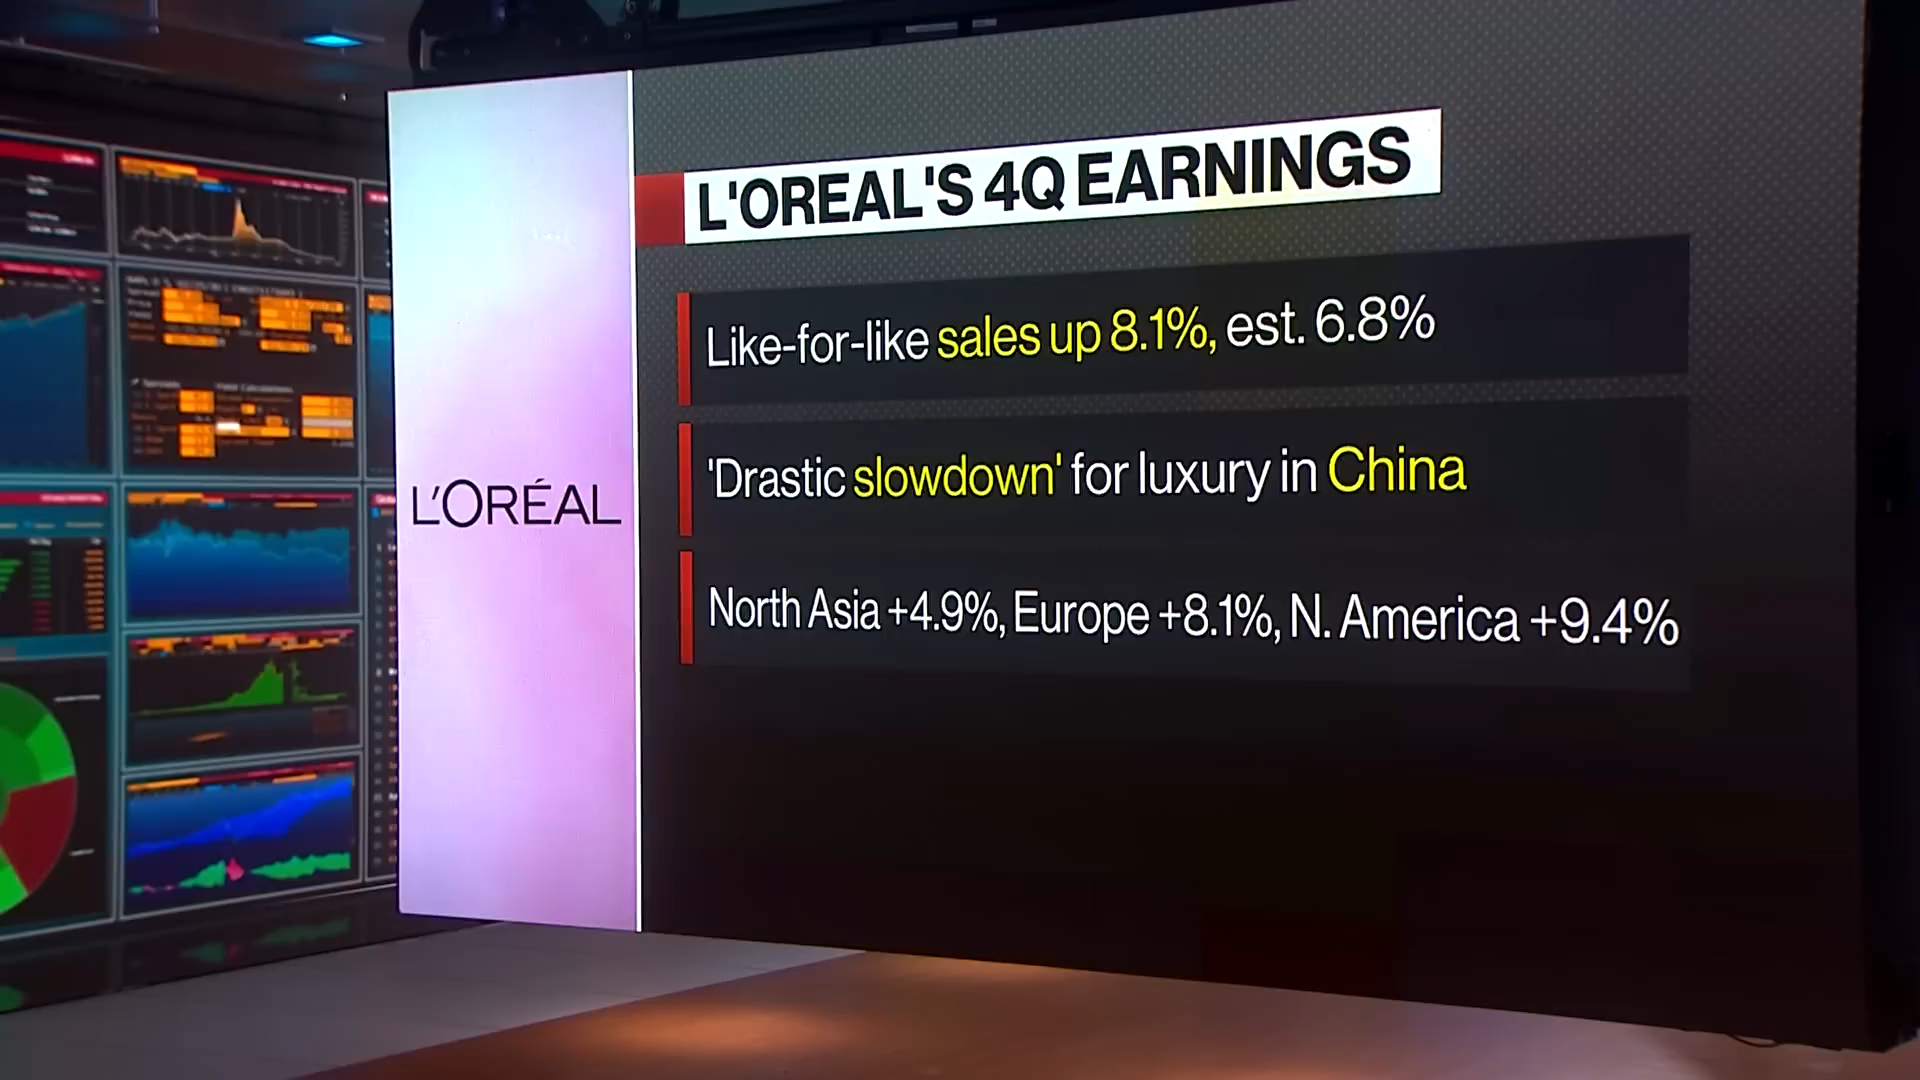 L'ORÉAL
L'OREAL'S 4Q EARNINGS
Like-for-like sales up 8.1%, est. 6.8%
'Drastic slowdown' for luxury in China
North Asia +4.9%, Europe +8.1%, N. America +9.4%